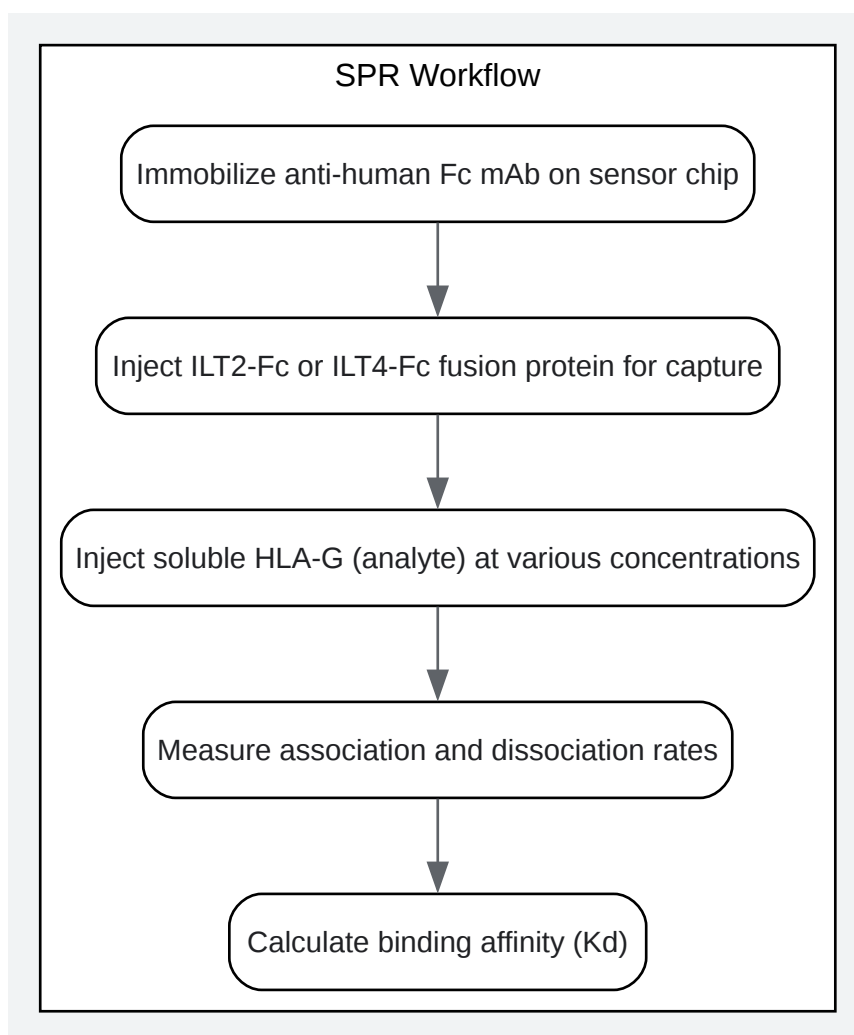 SPR Workflow
Immobilize anti-human Fc mAb on sensor chip
Inject ILT2-Fc or ILT4-Fc fusion protein for capture
Inject soluble HLA-G (analyte) at various concentrations
Measure association and dissociation rates
Calculate binding affinity (Kd)